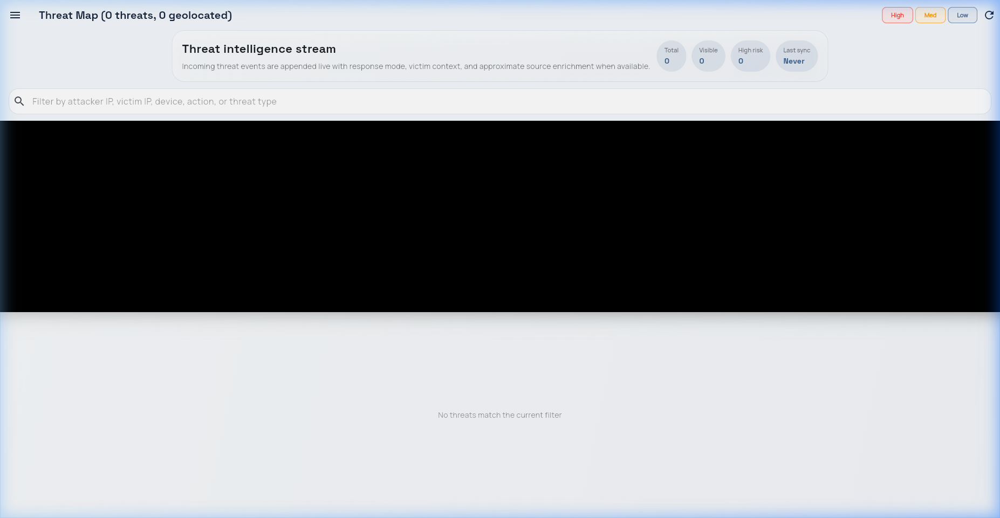 Threat Map (0 threats, 0 geolocated)
High
Med
Low
Threat intelligence stream
Incoming threat events are appended live with response mode, victim context, and approximate source enrichment when available.
Total
0
Visible
0
High risk
0
Last sync
Never
Filter by attacker IP, victim IP, device, action, or threat type
No threats match the current filter